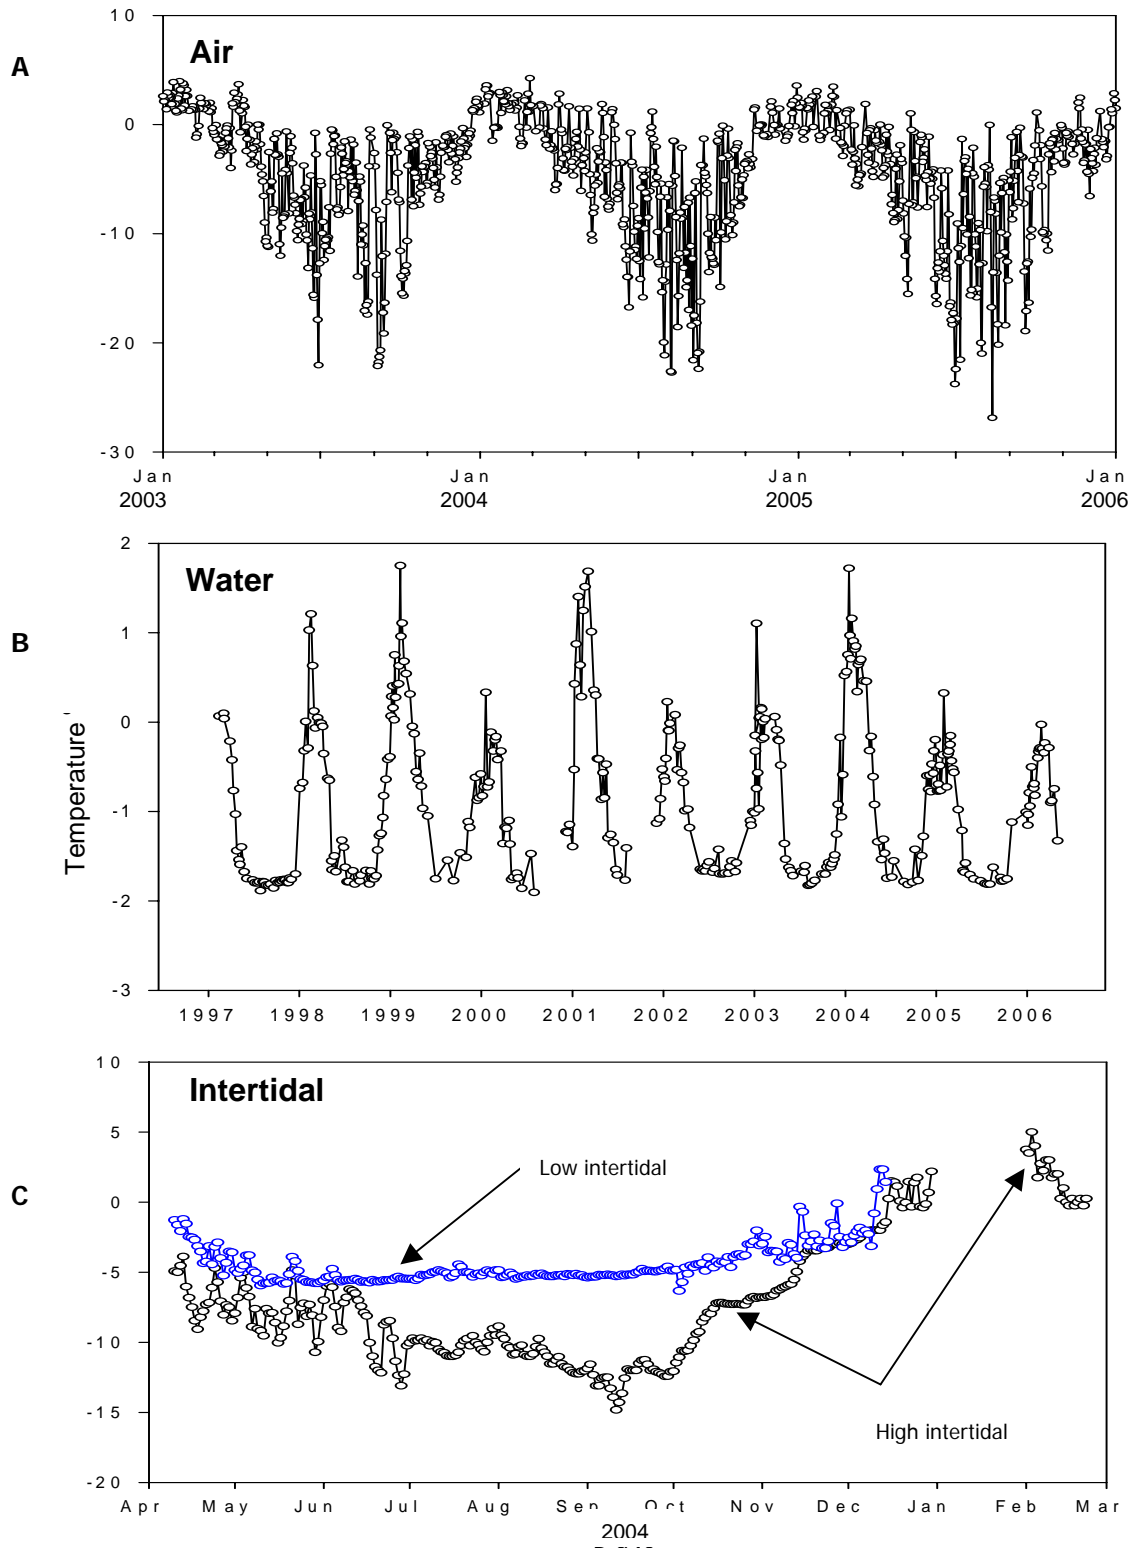 A
Air
10
0
-10
-20
-30
Jan Jan Jan Jan
2003 2004 2005 2006
B
Water
2
1
0
-1
-2
-3
Temperature
1997 1998 1999 2000 2001 2002 2003 2004 2005 2006
C
Intertidal
10
5
0
-5
-10
-15
-20
Low intertidal
High intertidal
Apr May Jun Jul Aug Sep Oct Nov Dec Jan Feb Mar
2004